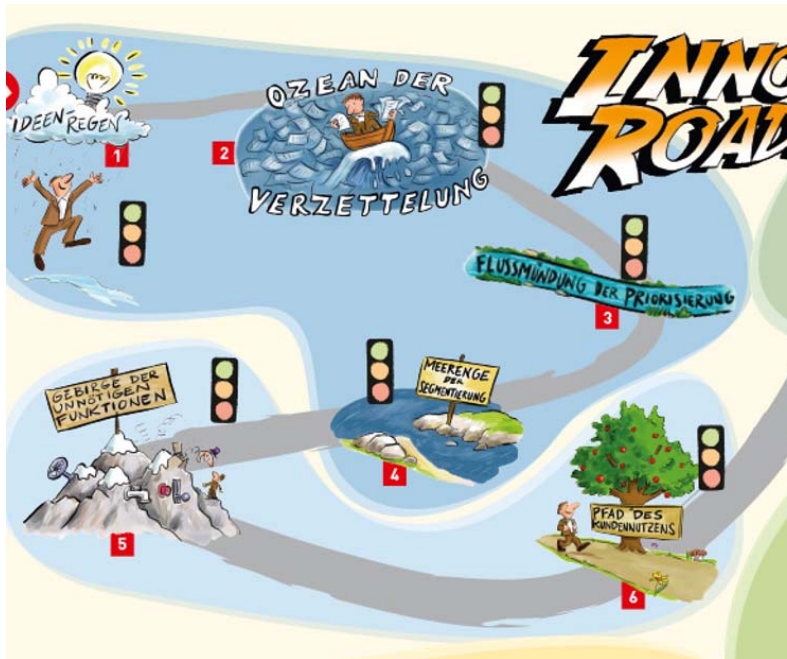 IDEEN REGEN
1
OZEAN DER
VERZETTELUNG
2
INNO
ROAD
FLUSSMÜNDUNG DER PRIORISIERUNG
3
MEERENGE
DER
SEGMENTIERUNG
4
GEBIRGE DER
UNNÖTIGEN
FUNKTIONEN
5
PFAD DES
KUNDENNUTZENS
6